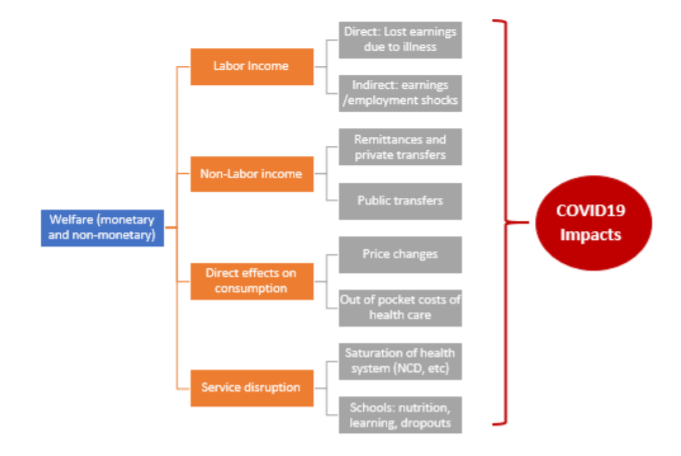 Welfare (monetary
and non-monetary)
Labor Income
Direct: Lost earnings
due to illness
Indirect: earnings
/employment shocks
Non-Labor income
Remittances and
private transfers
Public transfers
Direct effects on
consumption
Price changes
Out of pocket costs of
health care
Service disruption
Saturation of health
system (NCD, etc)
Schools: nutrition,
learning, dropouts
COVID19
Impacts